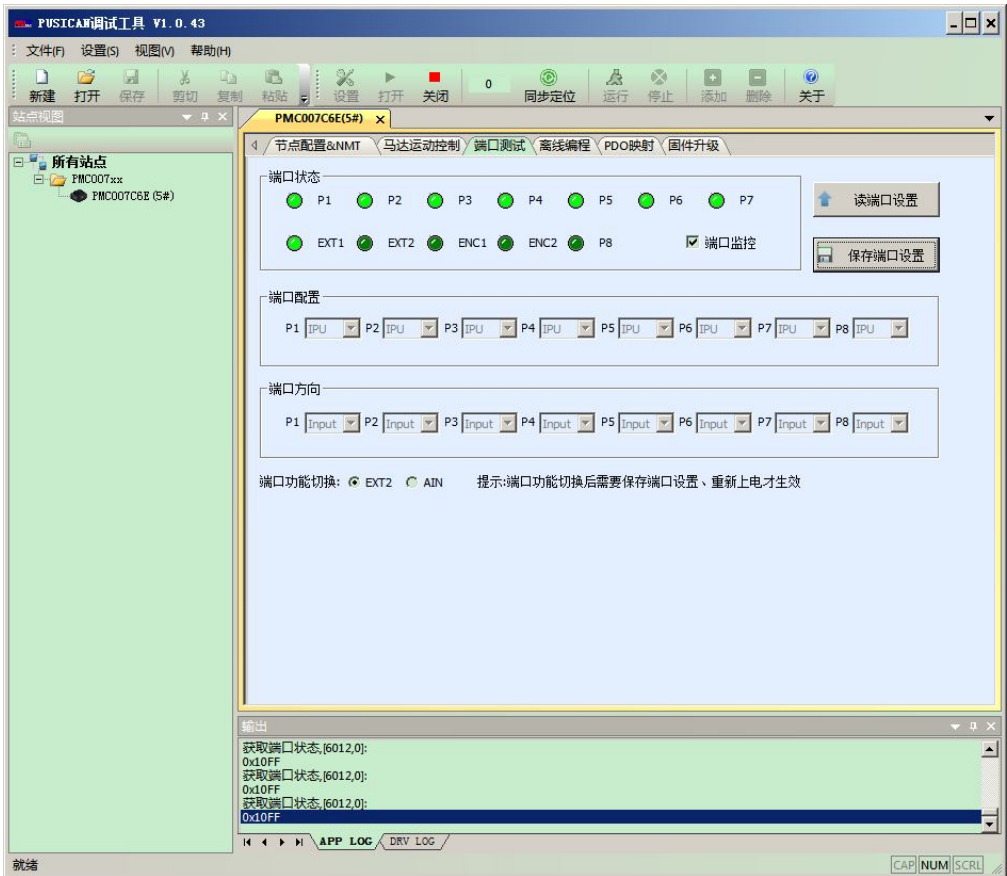 PUSICAN调试工具 V1.0.43
文件(F) 设置(S) 视图(V) 帮助(H)
新建 打开 保存 剪切 复制 粘贴 设置 打开 关闭 0 同步定位 运行 停止 添加 删除 关于
站点视图
所有站点
PMC007xx
PMC007C6E (5#)
PMC007C6E(5#)
节点配置&NMT 马达运动控制 端口测试 离线编程 PDO映射 固件升级
端口状态
P1 P2 P3 P4 P5 P6 P7
读端口设置
EXT1 EXT2 ENC1 ENC2 P8 端口监控
保存端口设置
端口配置
P1 IPU P2 IPU P3 IPU P4 IPU P5 IPU P6 IPU P7 IPU P8 IPU
端口方向
P1 Input P2 Input P3 Input P4 Input P5 Input P6 Input P7 Input P8 Input
端口功能切换: EXT2 AIN 提示:端口功能切换后需要保存端口设置、重新上电才生效
输出
获取端口状态,[6012,0]:
0x10FF
获取端口状态,[6012,0]:
0x10FF
获取端口状态,[6012,0]:
0x10FF
APP LOG DRV LOG
就绪 CAP NUM SCRL